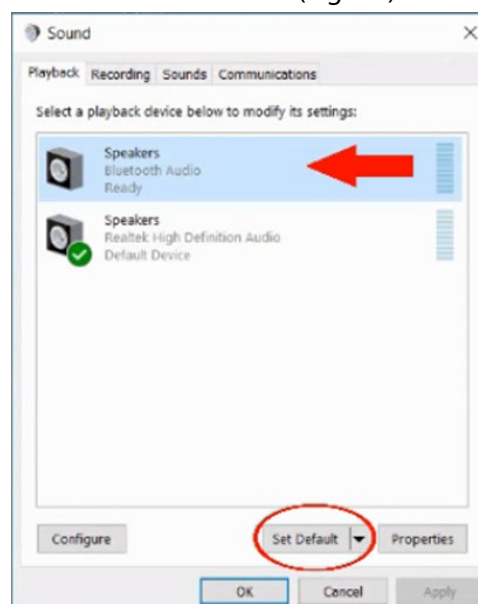 Sound
Playback Recording Sounds Communications
Select a playback device below to modify its settings:
Speakers
Bluetooth Audio
Ready
Speakers
Realtek High Definition Audio
Default Device
Configure Set Default Properties
OK Cancel Apply